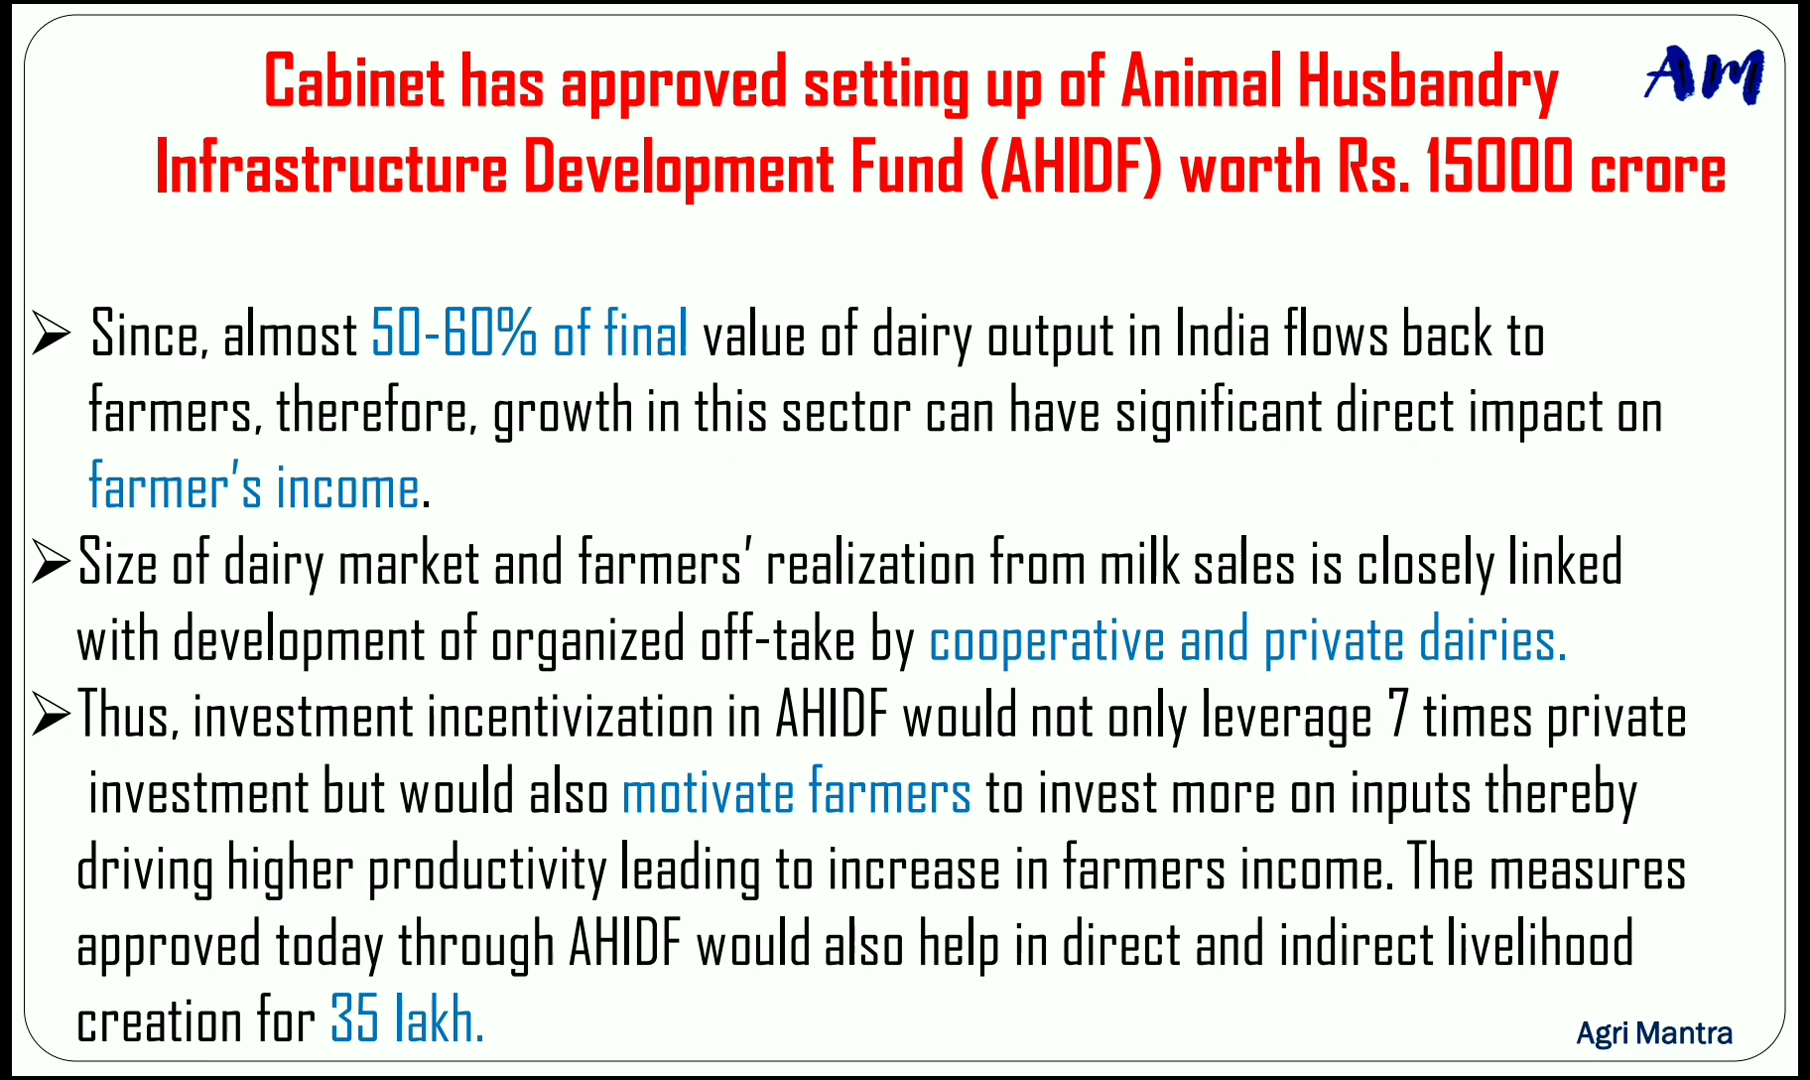 Cabinet has approved setting up of Animal Husbandry
AM
Infrastructure Development Fund (AHIDF) worth Rs. 15000 crore
Since, almost 50-60% of final value of dairy output in India flows back to
farmers, therefore, growth in this sector can have significant direct impact on
farmer's income.
Size of dairy market and farmers' realization from milk sales is closely linked
with development of organized off-take by cooperative and private dairies.
Thus, investment incentivization in AHIDF would not only leverage 7 times private
investment but would also motivate farmers to invest more on inputs thereby
driving higher productivity leading to increase in farmers income. The measures
approved today through AHIDF would also help in direct and indirect livelihood
creation for 35 lakh.
Agri Mantra